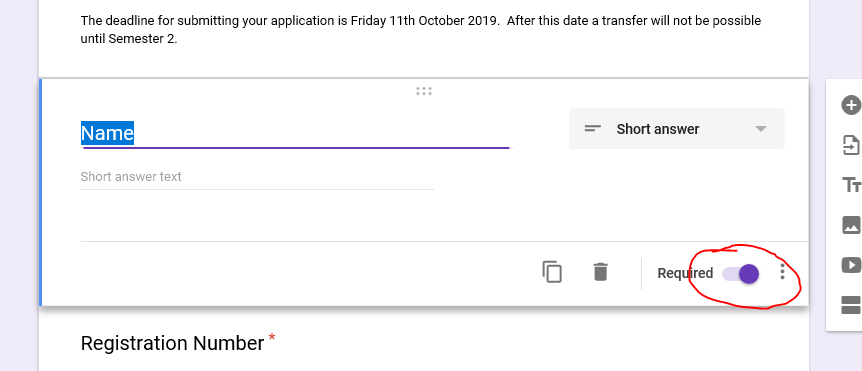 The deadline for submitting your application is Friday 11th October 2019.  After this date a transfer will not be possible
until Semester 2.
Name
Short answer
Short answer text
Required
Registration Number *